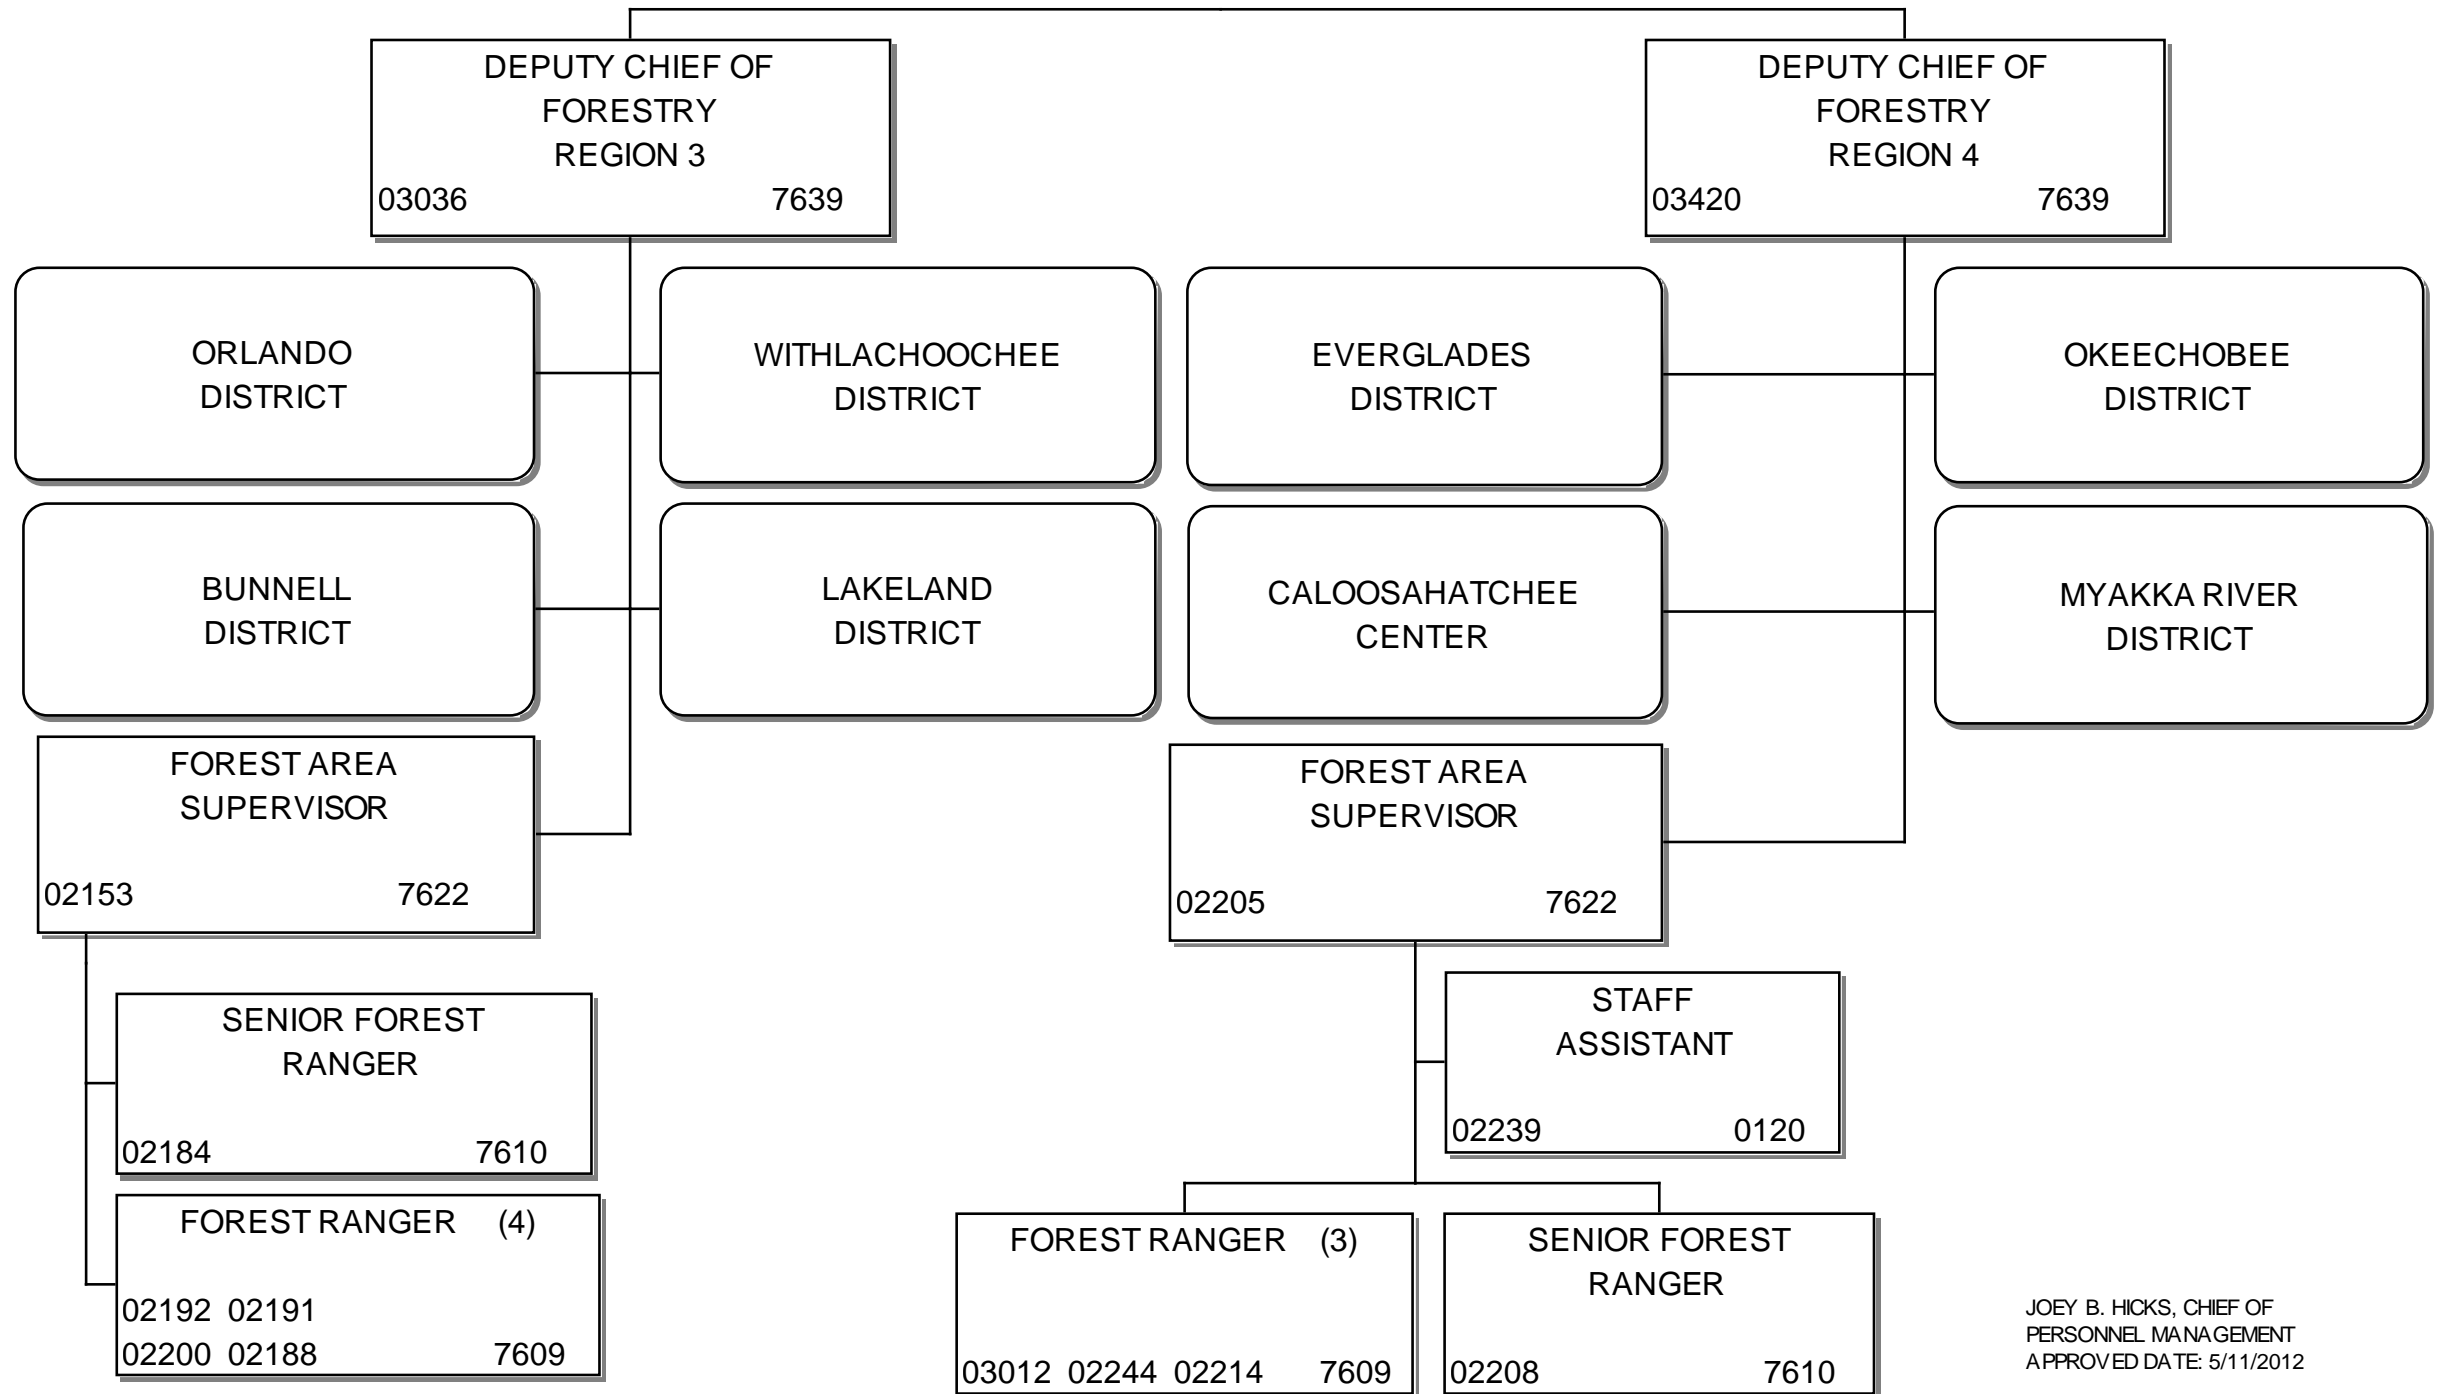 DEPUTY CHIEF OF
FORESTRY
REGION 3
03036 7639
DEPUTY CHIEF OF
FORESTRY
REGION 4
03420 7639
ORLANDO
DISTRICT
WITHLACHOOCHEE
DISTRICT
EVERGLADES
DISTRICT
OKEECHOBEE
DISTRICT
BUNNELL
DISTRICT
LAKELAND
DISTRICT
CALOOSAHATCHEE
CENTER
MYAKKA RIVER
DISTRICT
FOREST AREA
SUPERVISOR
02153 7622
FOREST AREA
SUPERVISOR
02205 7622
SENIOR FOREST
RANGER
02184 7610
STAFF
ASSISTANT
02239 0120
FOREST RANGER (4)
02192 02191
02200 02188 7609
FOREST RANGER (3)
03012 02244 02214 7609
SENIOR FOREST
RANGER
02208 7610
JOEY B. HICKS, CHIEF OF
PERSONNEL MANAGEMENT
APPROVED DATE: 5/11/2012